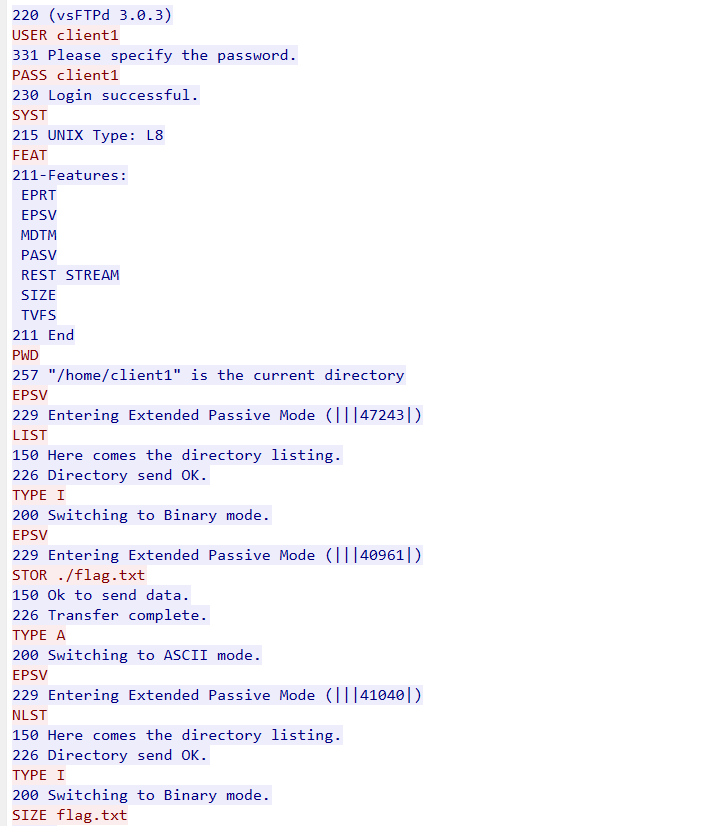 220 (vsFTPd 3.0.3)
USER client1
331 Please specify the password.
PASS client1
230 Login successful.
SYST
215 UNIX Type: L8
FEAT
211-Features:
 EPRT
 EPSV
 MDTM
 PASV
 REST STREAM
 SIZE
 TVFS
211 End
PWD
257 "/home/client1" is the current directory
EPSV
229 Entering Extended Passive Mode (|||47243|)
LIST
150 Here comes the directory listing.
226 Directory send OK.
TYPE I
200 Switching to Binary mode.
EPSV
229 Entering Extended Passive Mode (|||40961|)
STOR ./flag.txt
150 Ok to send data.
226 Transfer complete.
TYPE A
200 Switching to ASCII mode.
EPSV
229 Entering Extended Passive Mode (|||41040|)
NLST
150 Here comes the directory listing.
226 Directory send OK.
TYPE I
200 Switching to Binary mode.
SIZE flag.txt